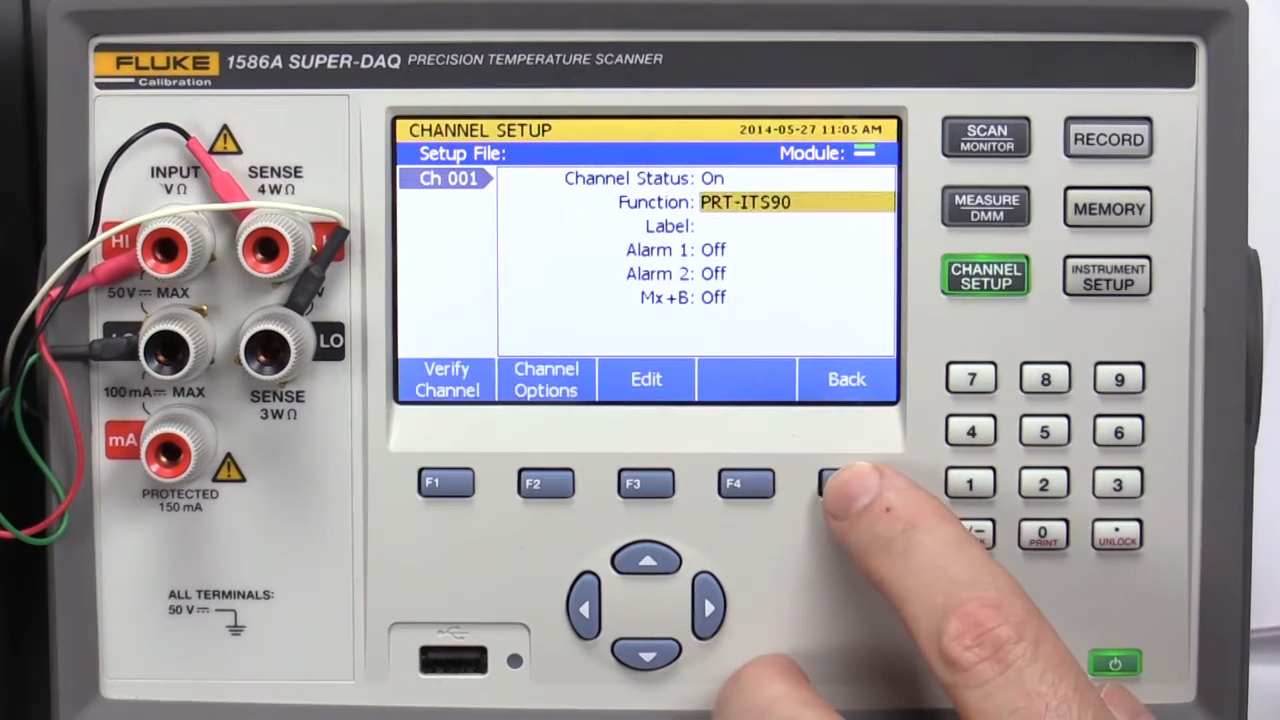 FLUKE
Calibration
1586A SUPER-DAQ PRECISION TEMPERATURE SCANNER
INPUT
VΩ
SENSE
4WΩ
HI
50V⎓ MAX
LO
100mA⎓ MAX
SENSE
3WΩ
mA
PROTECTED
150 mA
ALL TERMINALS:
50 V⎓
CHANNEL SETUP 2014-05-27 11:05 AM
Setup File: Module:
Ch 001
Channel Status: On
Function: PRT-ITS90
Label:
Alarm 1: Off
Alarm 2: Off
Mx+B: Off
Verify
Channel
Channel
Options
Edit
Back
F1 F2 F3 F4
SCAN
MONITOR
RECORD
MEASURE
DMM
MEMORY
CHANNEL
SETUP
INSTRUMENT
SETUP
7 8 9
4 5 6
1 2 3
0
PRINT
.
UNLOCK